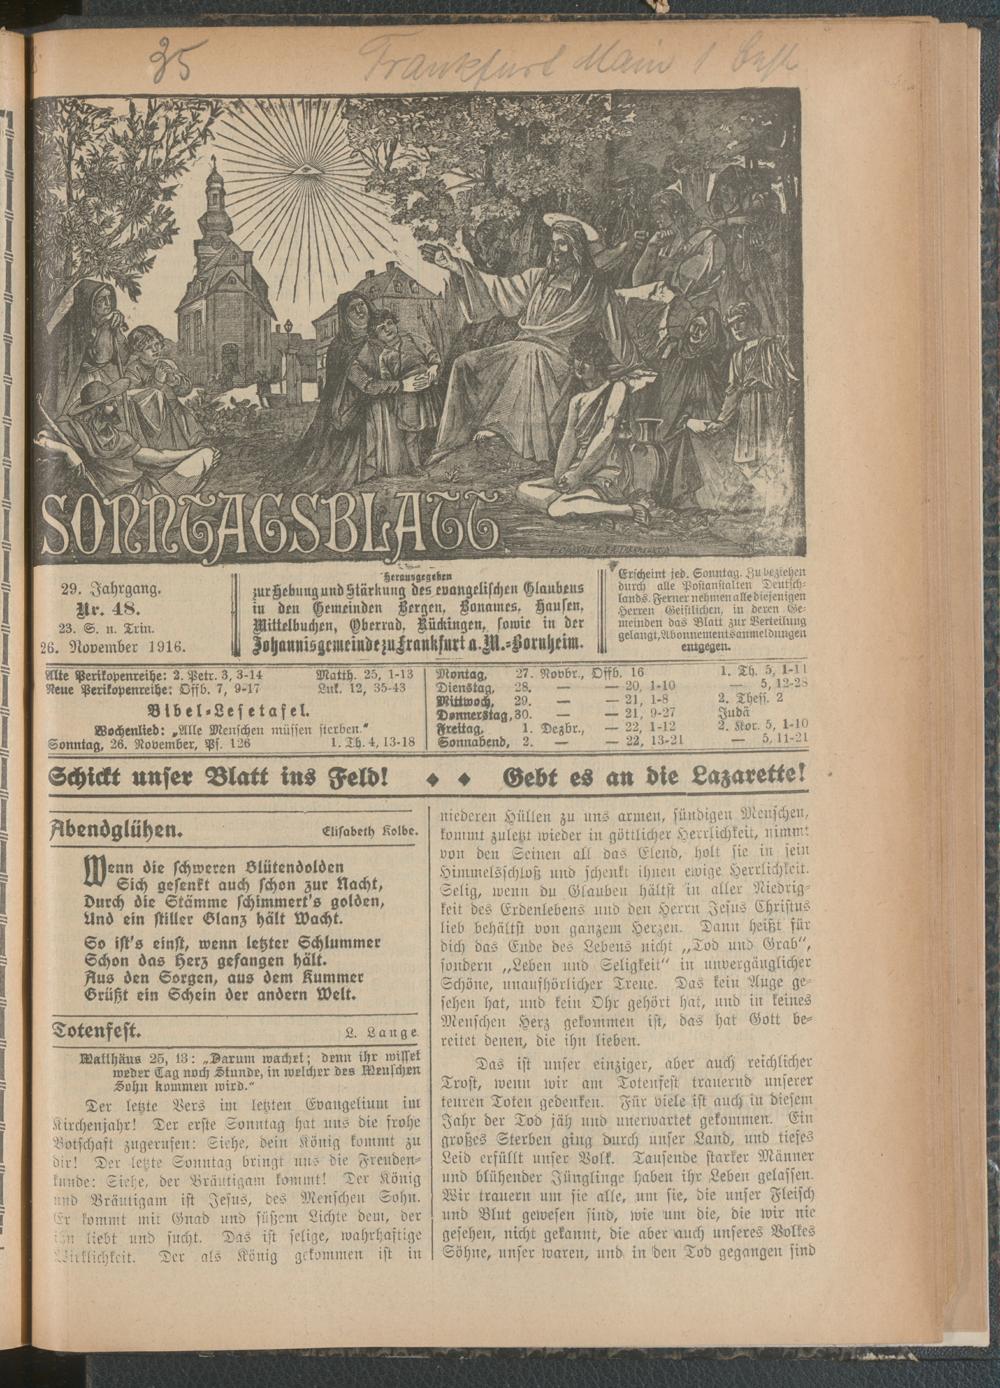 35 Frankfurt Main 1
SONNTAGSBLATT
29. Jahrgang.
Nr. 48.
23. S. n. Trin.
26. November 1916.
Herausgegeben
zur Hebung und Stärkung des evangelischen Glaubens
in den Gemeinden Bergen, Bonames, Hausen,
Mittelbuchen, Oberrad, Rückingen, sowie in der
Johannisgemeinde zu Frankfurt a. M.-Bornheim.
Erscheint jed. Sonntag. Zu beziehen
durch alle Postanstalten Deutsch-
lands. Ferner nehmen alle diejenigen
Herren Geistlichen, in deren Ge-
meinden das Blatt zur Verteilung
gelangt, Abonnementsanmeldungen
entgegen.
Alte Perikopenreihe: 2. Petr. 3, 3-14 Matth. 25, 1-13
Neue Perikopenreihe: Offb. 7, 9-17 Luk. 12, 35-43
Bibel-Lesetafel.
Wochenlied: „Alle Menschen müssen sterben."
Sonntag, 26. November, Ps. 126 1. Th. 4, 13-18
Montag, 27. Novbr., Offb. 16 1. Th. 5, 1-11
Dienstag, 28. — — 20, 1-10 — 5, 12-28
Mittwoch, 29. — — 21, 1-8 2. Thess. 2
Donnerstag, 30. — — 21, 9-27 Judä
Freitag, 1. Dezbr., — 22, 1-12 2. Kor. 5, 1-10
Sonnabend, 2. — — 22, 13-21 — 5, 11-21
Schickt unser Blatt ins Feld! ◆ ◆ Gebt es an die Lazarette!
Abendglühen. Elisabeth Kolbe.
Wenn die schweren Blütendolden
Sich gesenkt auch schon zur Nacht,
Durch die Stämme schimmert's golden,
Und ein stiller Glanz hält Wacht.
So ist's einst, wenn letzter Schlummer
Schon das Herz gefangen hält.
Aus den Sorgen, aus dem Kummer
Grüßt ein Schein der andern Welt.
Totenfest. L. Lange
Matthäus 25, 13: „Darum wachet; denn ihr wisset
weder Tag noch Stunde, in welcher des Menschen
Sohn kommen wird."
Der letzte Vers im letzten Evangelium im
Kirchenjahr! Der erste Sonntag hat uns die frohe
Botschaft zugerufen: Siehe, dein König kommt zu
dir! Der letzte Sonntag bringt uns die Freuden-
kunde: Siehe, der Bräutigam kommt! Der König
und Bräutigam ist Jesus, des Menschen Sohn.
Er kommt mit Gnad und süßem Lichte dem, der
ihn liebt und sucht. Das ist selige, wahrhaftige
Wirklichkeit. Der als König gekommen ist in
niederen Hüllen zu uns armen, sündigen Menschen,
kommt zuletzt wieder in göttlicher Herrlichkeit, nimmt
von den Seinen all das Elend, holt sie in sein
Himmelsschloß und schenkt ihnen ewige Herrlichkeit.
Selig, wenn du Glauben hältst in aller Niedrig-
keit des Erdenlebens und den Herrn Jesus Christus
lieb behältst von ganzem Herzen. Dann heißt für
dich das Ende des Lebens nicht „Tod und Grab",
sondern „Leben und Seligkeit" in unvergänglicher
Schöne, unaufhörlicher Treue. Das kein Auge ge-
sehen hat, und kein Ohr gehört hat, und in keines
Menschen Herz gekommen ist, das hat Gott be-
reitet denen, die ihn lieben.
Das ist unser einziger, aber auch reichlicher
Trost, wenn wir am Totenfest trauernd unserer
teuren Toten gedenken. Für viele ist auch in diesem
Jahr der Tod jäh und unerwartet gekommen. Ein
großes Sterben ging durch unser Land, und tiefes
Leid erfüllt unser Volk. Tausende starker Männer
und blühender Jünglinge haben ihr Leben gelassen.
Wir trauern um sie alle, um sie, die unser Fleisch
und Blut gewesen sind, wie um die, die wir nie
gesehen, nicht gekannt, die aber auch unseres Volkes
Söhne, unser waren, und in den Tod gegangen sind